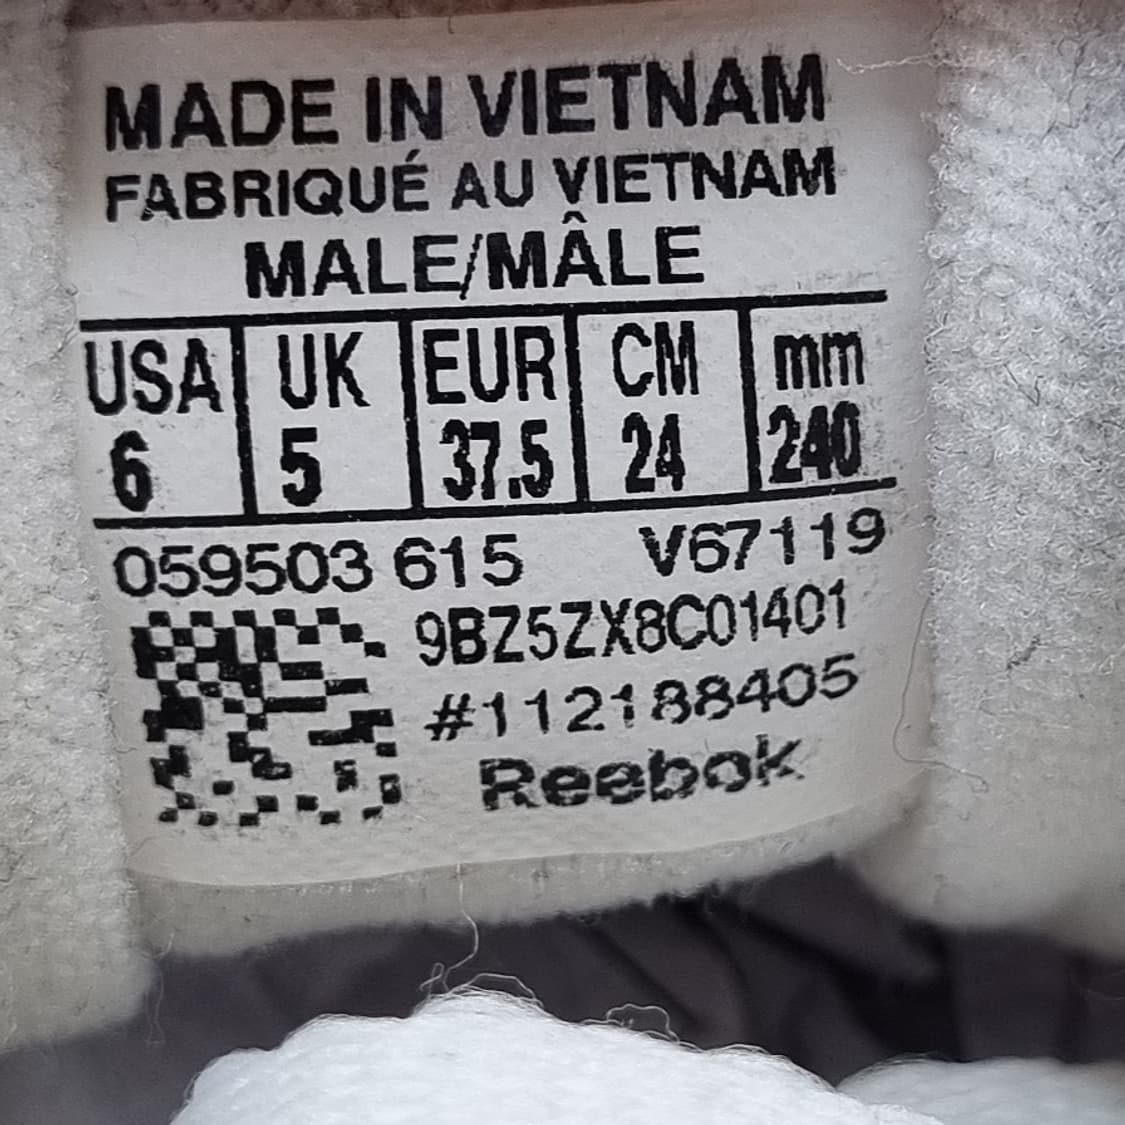 MADE IN VIETNAM
FABRIQUÉ AU VIETNAM
MALE/MÂLE
USA UK EUR CM mm
6 5 37.5 24 240
059503 615 V67119
9BZ5ZX8C01401
#112188405
Reebok